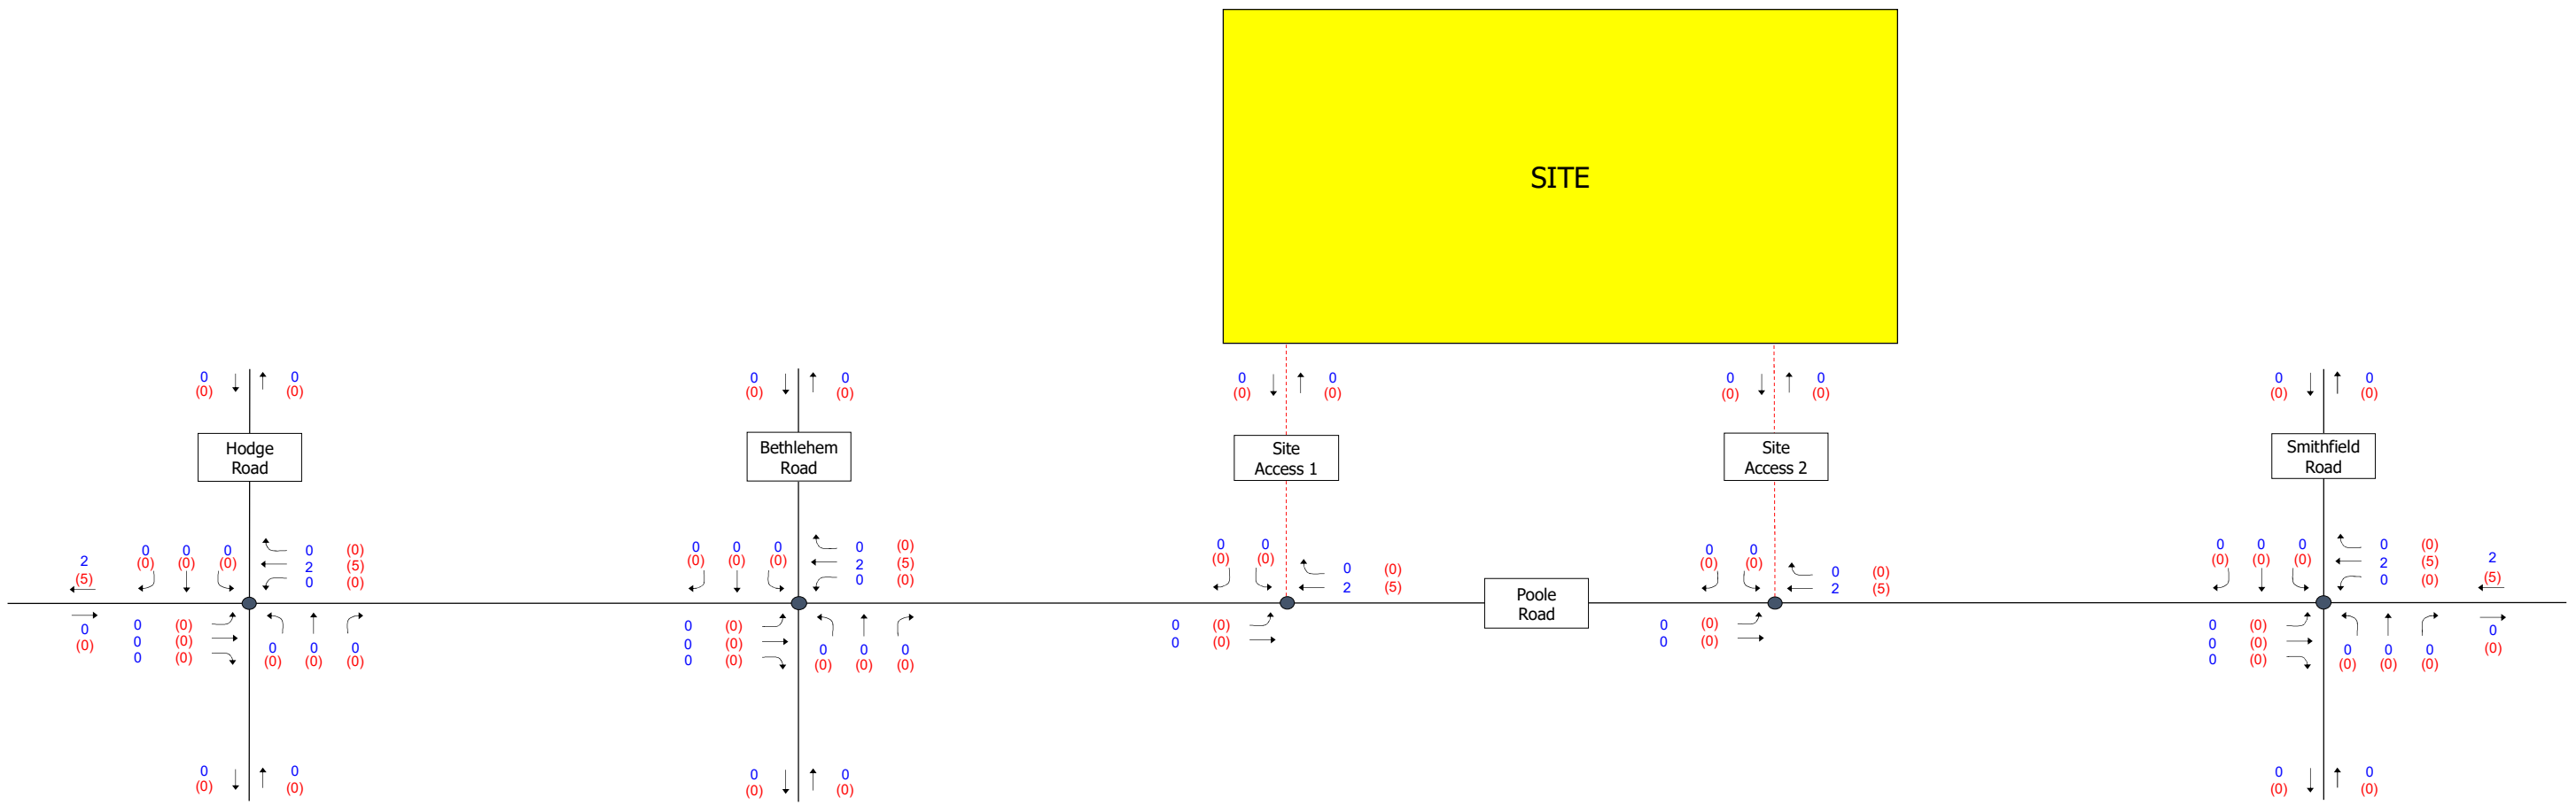 SITE
0 0
(0) (0)
0 0
(0) (0)
0 0
(0) (0)
0 0
(0) (0)
0 0
(0) (0)
Hodge
Road
Bethlehem
Road
Site
Access 1
Site
Access 2
Smithfield
Road
2
(5)
0 0 0
(0) (0) (0)
0 (0)
2 (5)
0 (0)
0 0 0
(0) (0) (0)
0 (0)
2 (5)
0 (0)
0 0
(0) (0)
0 (0)
2 (5)
Poole
Road
0 0
(0) (0)
0 (0)
2 (5)
0 0 0
(0) (0) (0)
0 (0)
2 (5)
0 (0)
2
(5)
0
(0)
0 (0)
0 (0)
0 (0)
0 0 0
(0) (0) (0)
0 (0)
0 (0)
0 (0)
0 0 0
(0) (0) (0)
0 (0)
0 (0)
0 (0)
0 (0)
0 (0)
0 (0)
0 (0)
0 0 0
(0) (0) (0)
0
(0)
0 0
(0) (0)
0 0
(0) (0)
0 0
(0) (0)